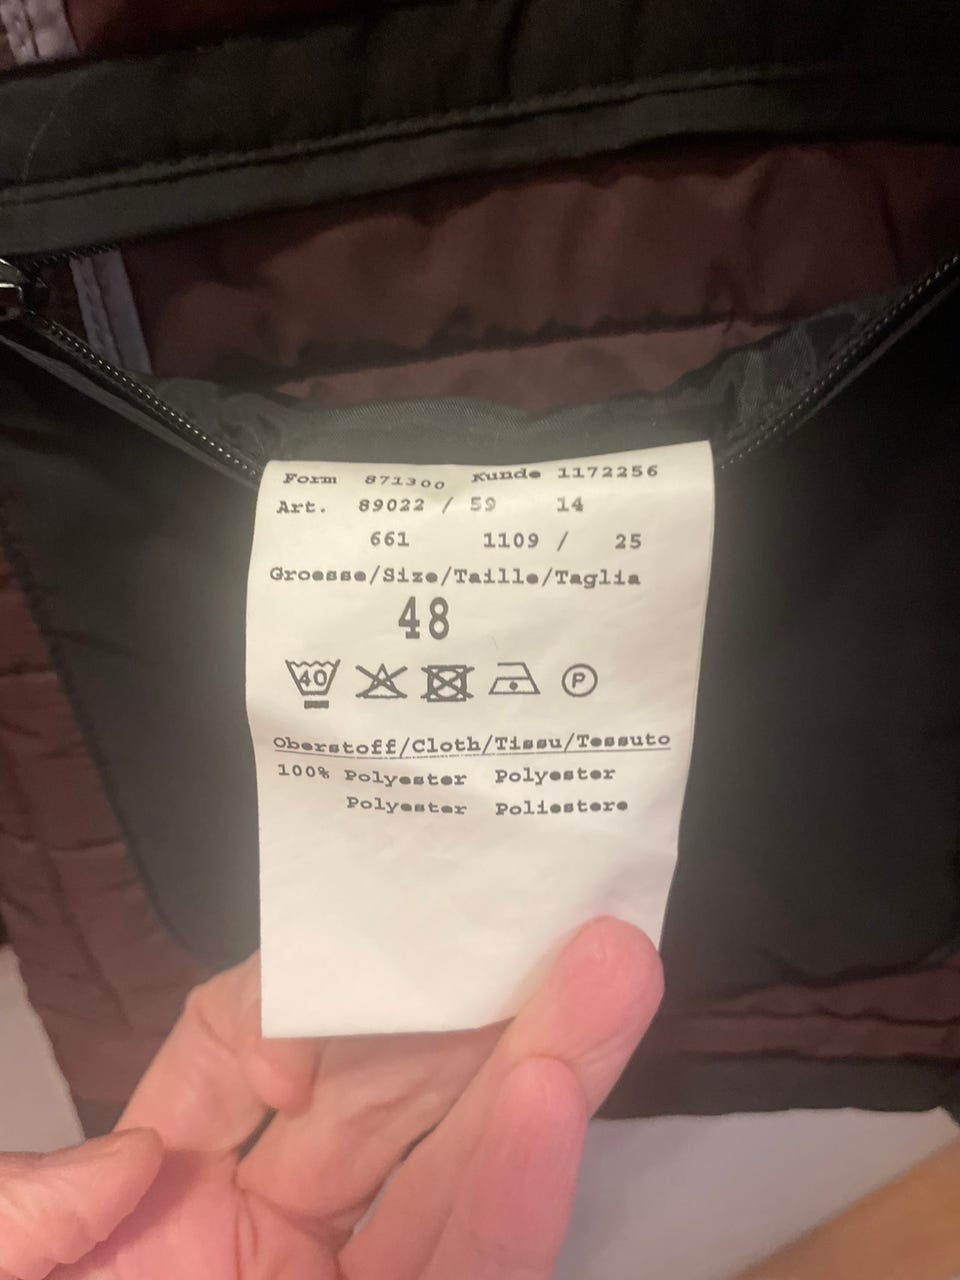 Form 871300 Kunde 1172256
Art. 89022 / 59 14
661 1109 / 25
Groesse/Size/Taille/Taglia
48
40 P
Oberstoff/Cloth/Tissu/Tessuto
100% Polyester Polyester
Polyester Poliestere